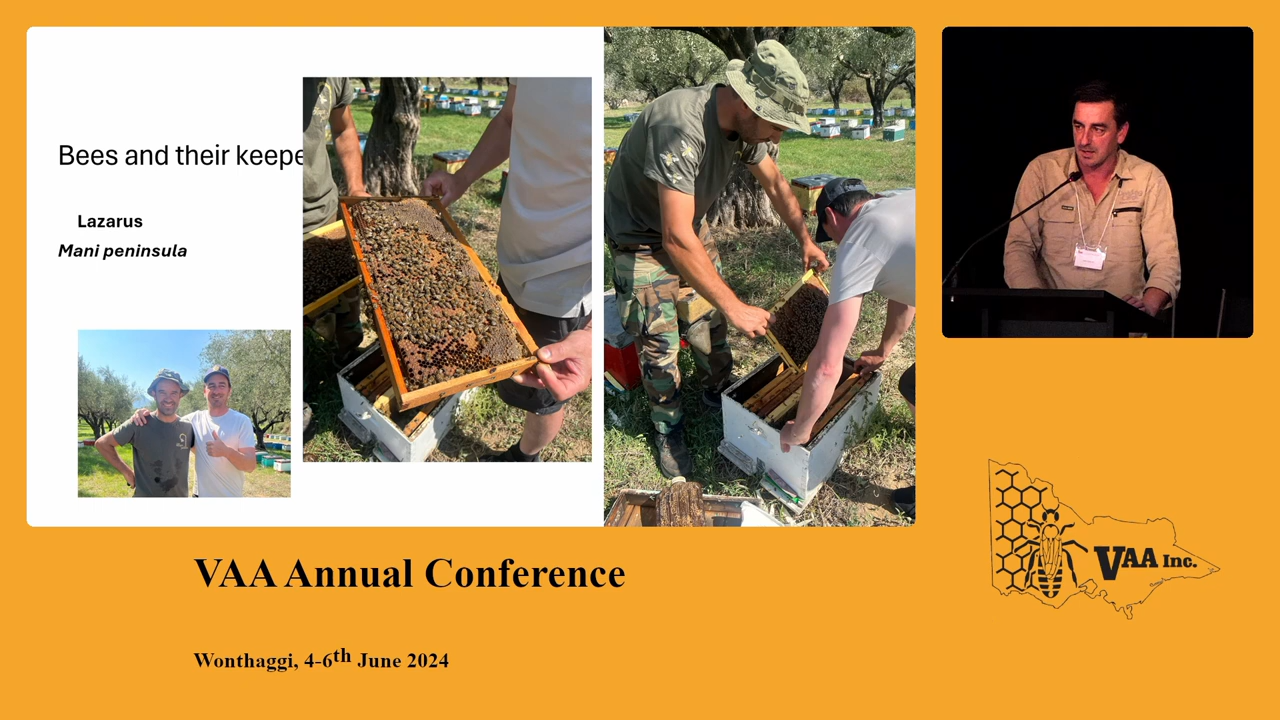 Bees and their keepe
Lazarus
Mani peninsula
VAA Annual Conference
Wonthaggi, 4-6th June 2024
VAA Inc.